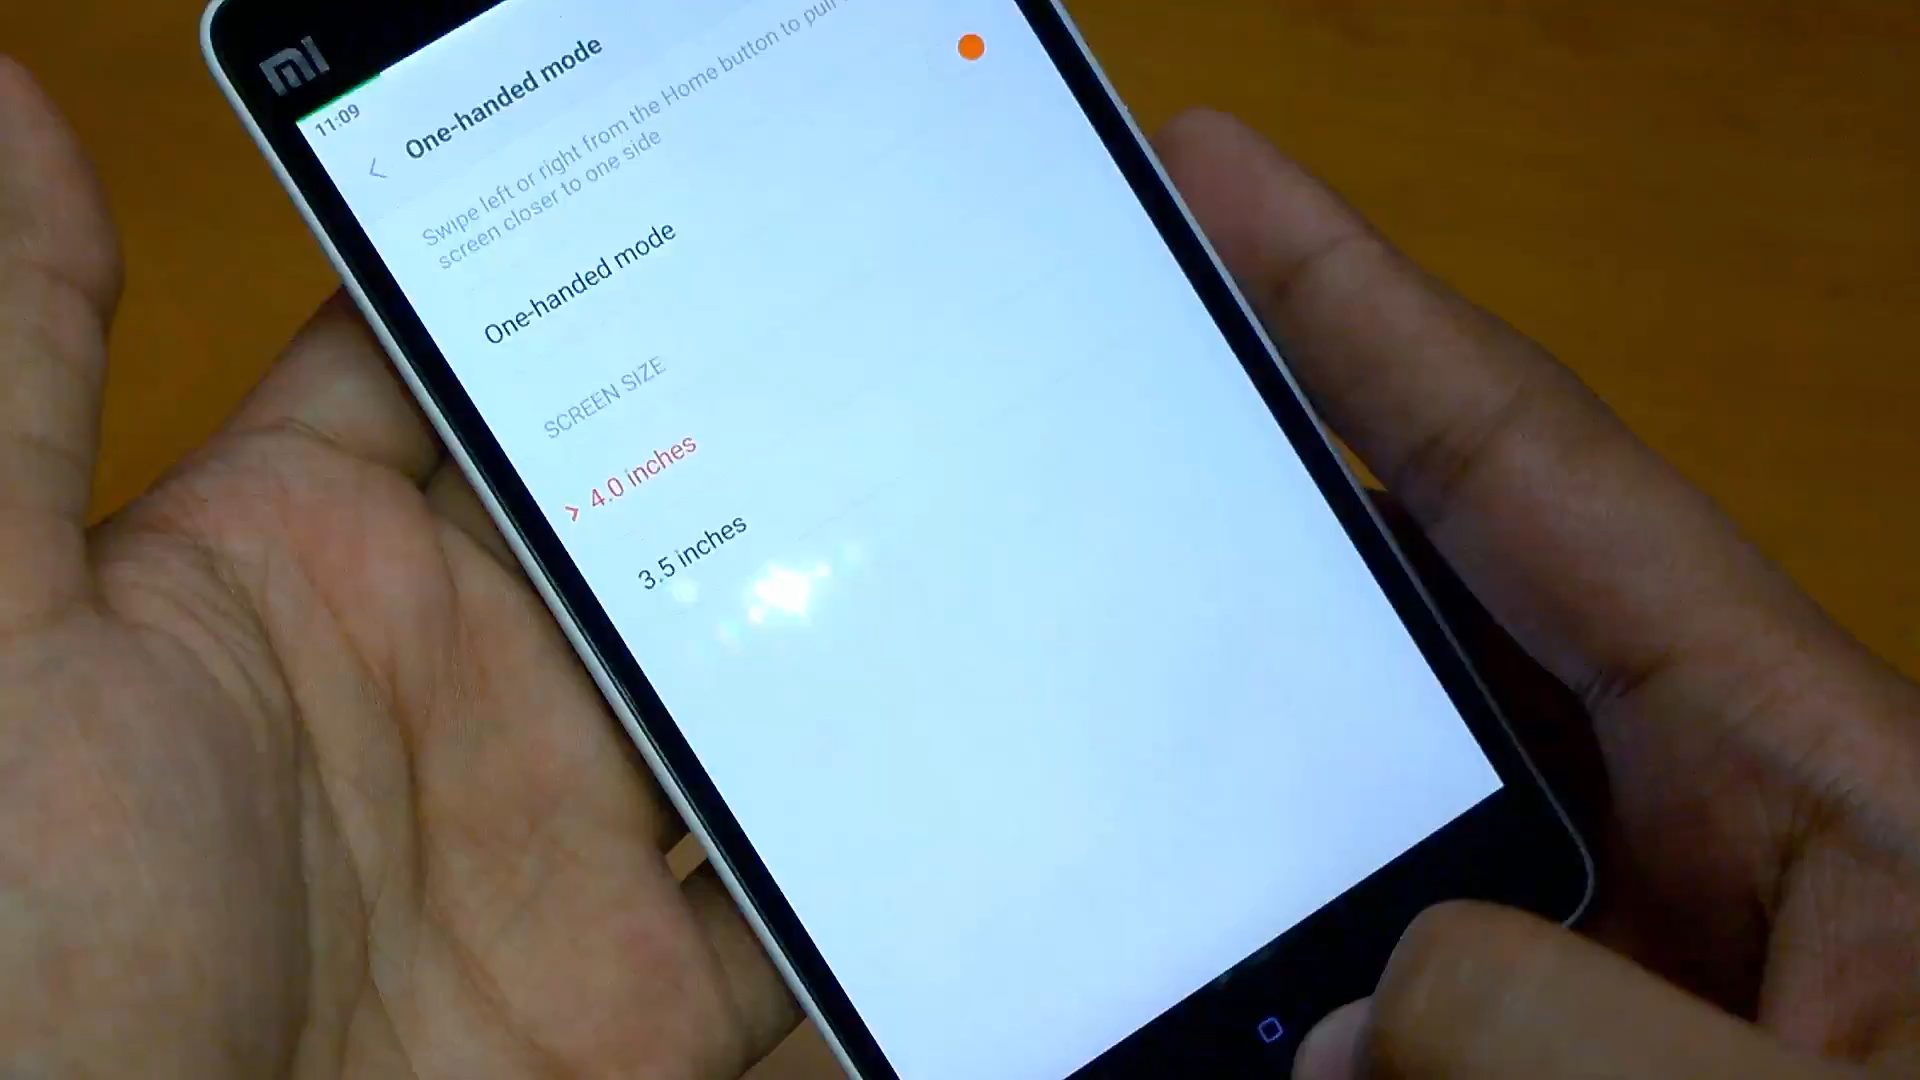 mi
11:09
One-handed mode
Swipe left or right from the Home button to pull
screen closer to one side
One-handed mode
SCREEN SIZE
4.0 inches
3.5 inches